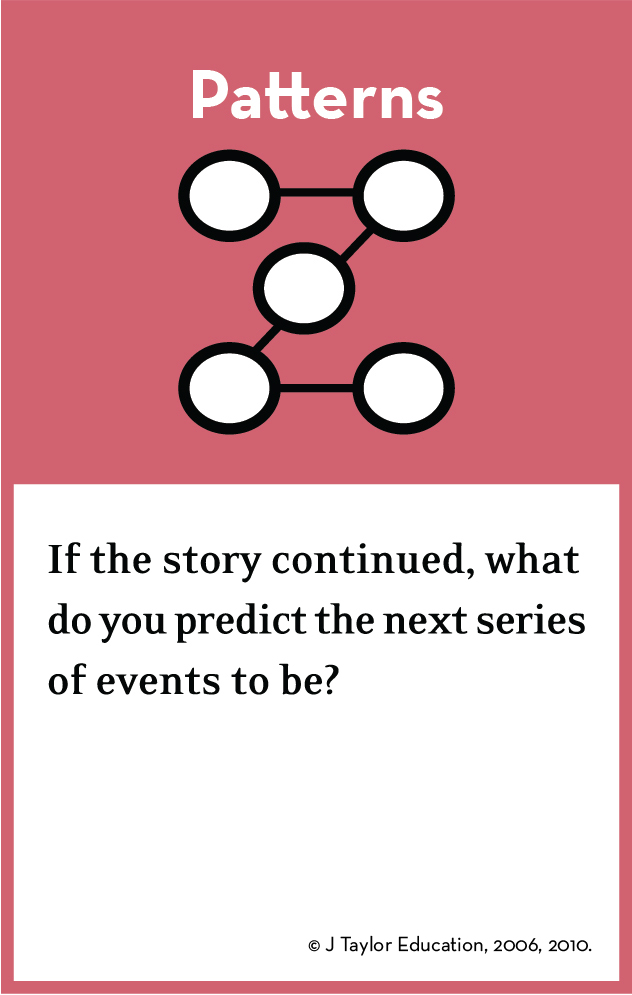 Patterns
If the story continued, what
do you predict the next series
of events to be?
© J Taylor Education, 2006, 2010.